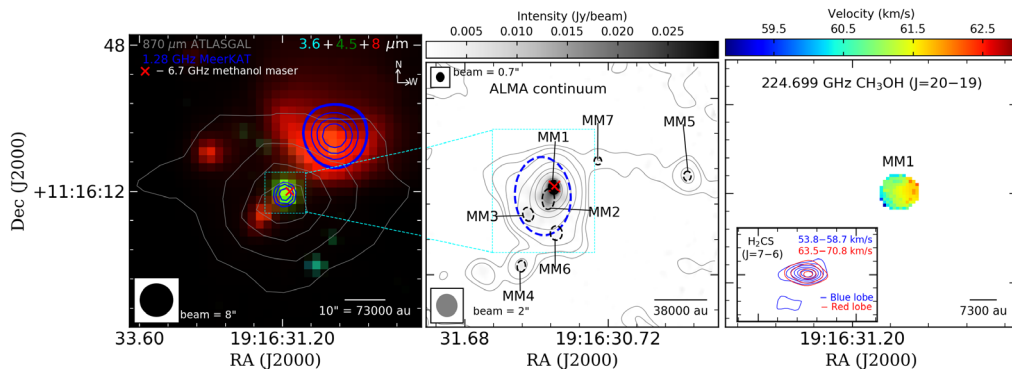 48
+11:16:12
Dec (J2000)
870 μm ATLASGAL
3.6 + 4.5 + 8 μm
1.28 GHz MeerKAT
× − 6.7 GHz methanol maser
N
W
beam = 8"
10" = 73000 au
33.60
19:16:31.20
RA (J2000)
Intensity (Jy/beam)
0.005
0.015
0.025
beam = 0.7"
ALMA continuum
MM1
MM7
MM5
MM3
MM2
MM6
MM4
beam = 2"
38000 au
31.68
19:16:30.72
RA (J2000)
Velocity (km/s)
59.5
60.5
61.5
62.5
224.699 GHz CH₃OH (J=20−19)
MM1
H₂CS
(J=7−6)
53.8−58.7 km/s
63.5−70.8 km/s
− Blue lobe
− Red lobe
7300 au
19:16:31.20
RA (J2000)